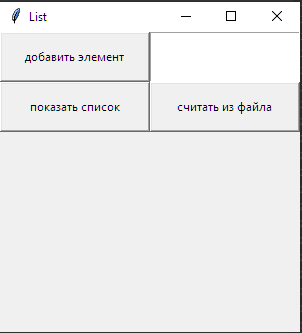 List
добавить элемент
показать список
считать из файла